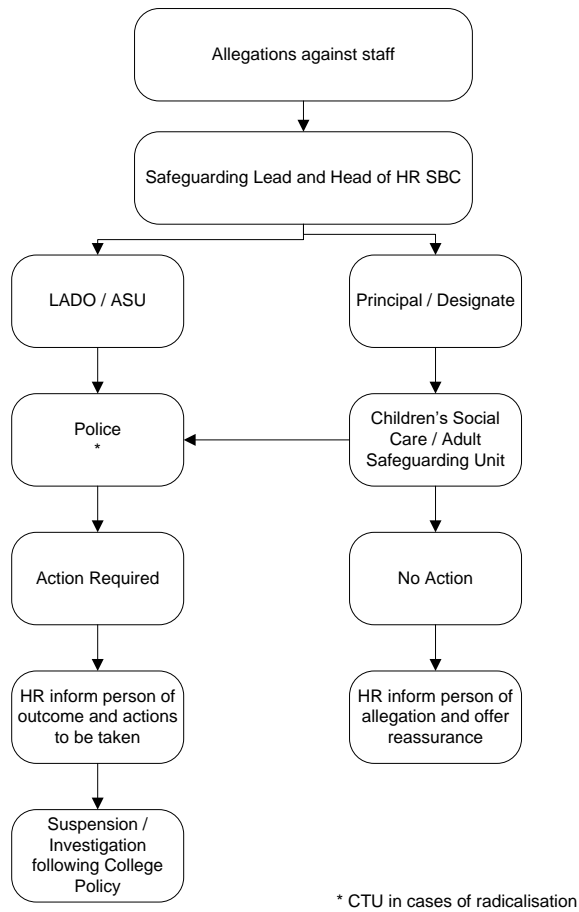 Allegations against staff
Safeguarding Lead and Head of HR SBC
LADO / ASU
Principal / Designate
Police
*
Children’s Social
Care / Adult
Safeguarding Unit
Action Required
No Action
HR inform person of
outcome and actions
to be taken
HR inform person of
allegation and offer
reassurance
Suspension /
Investigation
following College
Policy
* CTU in cases of radicalisation